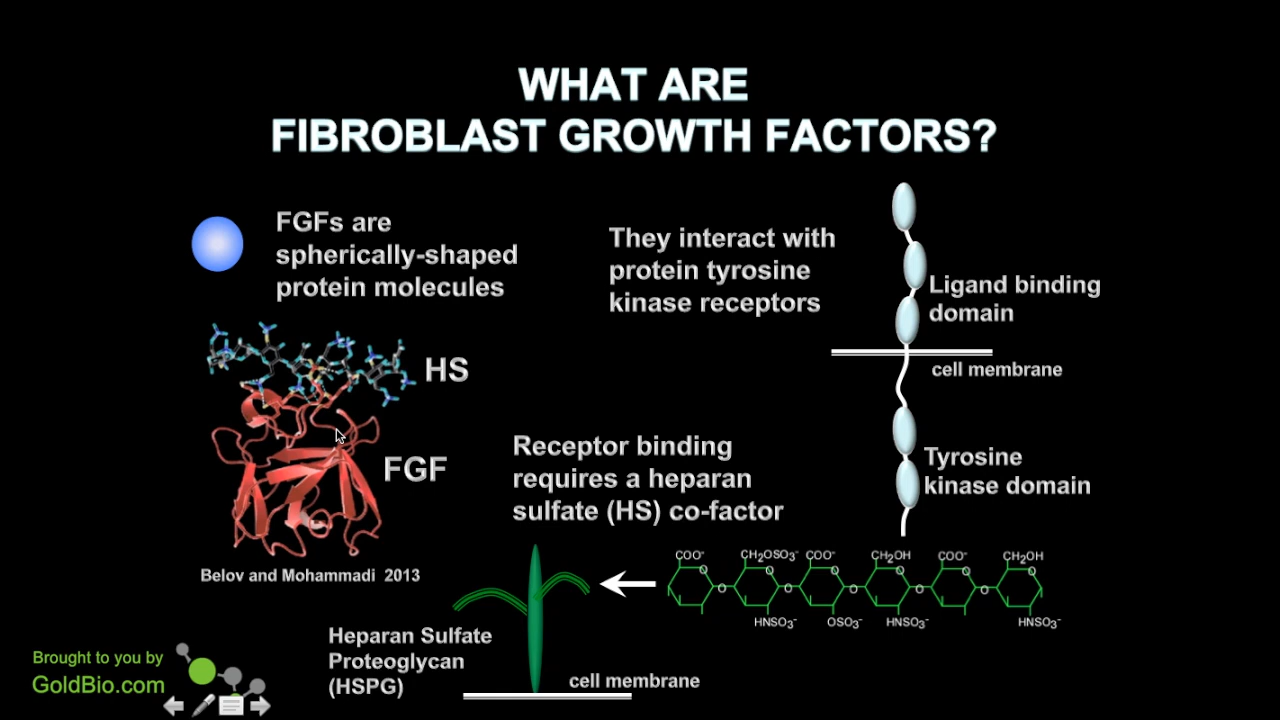 WHAT ARE
FIBROBLAST GROWTH FACTORS?
FGFs are
spherically-shaped
protein molecules
They interact with
protein tyrosine
kinase receptors
Ligand binding
domain
cell membrane
HS
FGF
Belov and Mohammadi 2013
Receptor binding
requires a heparan
sulfate (HS) co-factor
Tyrosine
kinase domain
COO⁻ CH₂OSO₃⁻ COO⁻ CH₂OH COO⁻ CH₂OH
O O O O O O
O O O O O
HNSO₃⁻ OSO₃⁻ HNSO₃⁻ HNSO₃⁻
Heparan Sulfate
Proteoglycan
(HSPG)
cell membrane
Brought to you by
GoldBio.com